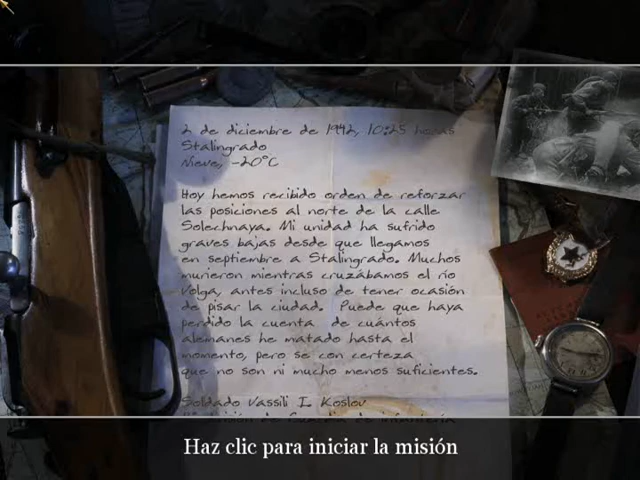 2 de diciembre de 1942, 10:25 horas
Stalingrado
Nieve, -20°C
Hoy hemos recibido orden de reforzar
las posiciones al norte de la calle
Solechnaya. Mi unidad ha sufrido
graves bajas desde que llegamos
en septiembre a Stalingrado. Muchos
murieron mientras cruzábamos el río
Volga, antes incluso de tener ocasión
de pisar la ciudad. Puede que haya
perdido la cuenta de cuántos
alemanes he matado hasta el
momento, pero se con certeza
que no son ni mucho menos suficientes.
Soldado Vassili I. Koslov
Haz clic para iniciar la misión